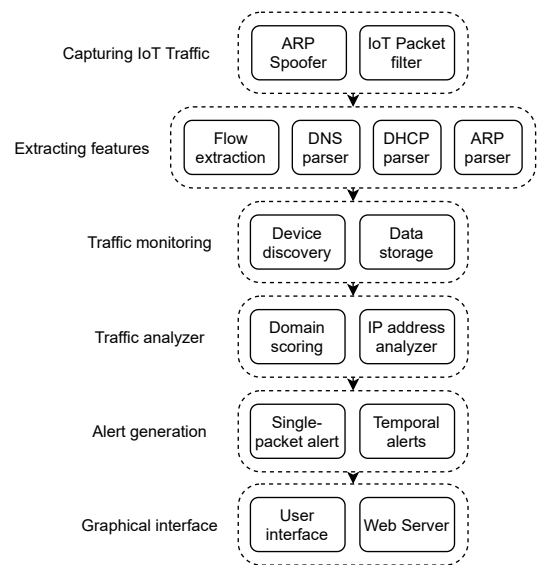 Capturing IoT Traffic
ARP
Spoofer
IoT Packet
filter
Extracting features
Flow
extraction
DNS
parser
DHCP
parser
ARP
parser
Traffic monitoring
Device
discovery
Data
storage
Traffic analyzer
Domain
scoring
IP address
analyzer
Alert generation
Single-
packet alert
Temporal
alerts
Graphical interface
User
interface
Web Server